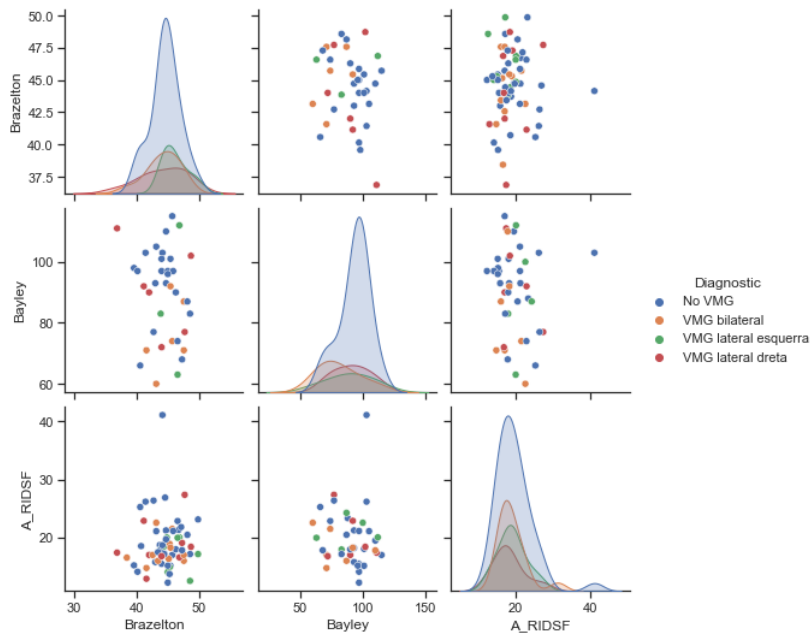 50.0
47.5
45.0
42.5
40.0
37.5
Brazelton
100
80
60
Bayley
Diagnostic
No VMG
VMG bilateral
VMG lateral esquerra
VMG lateral dreta
40
30
20
A_RIDSF
30 40 50
50 100 150
20 40
Brazelton
Bayley
A_RIDSF